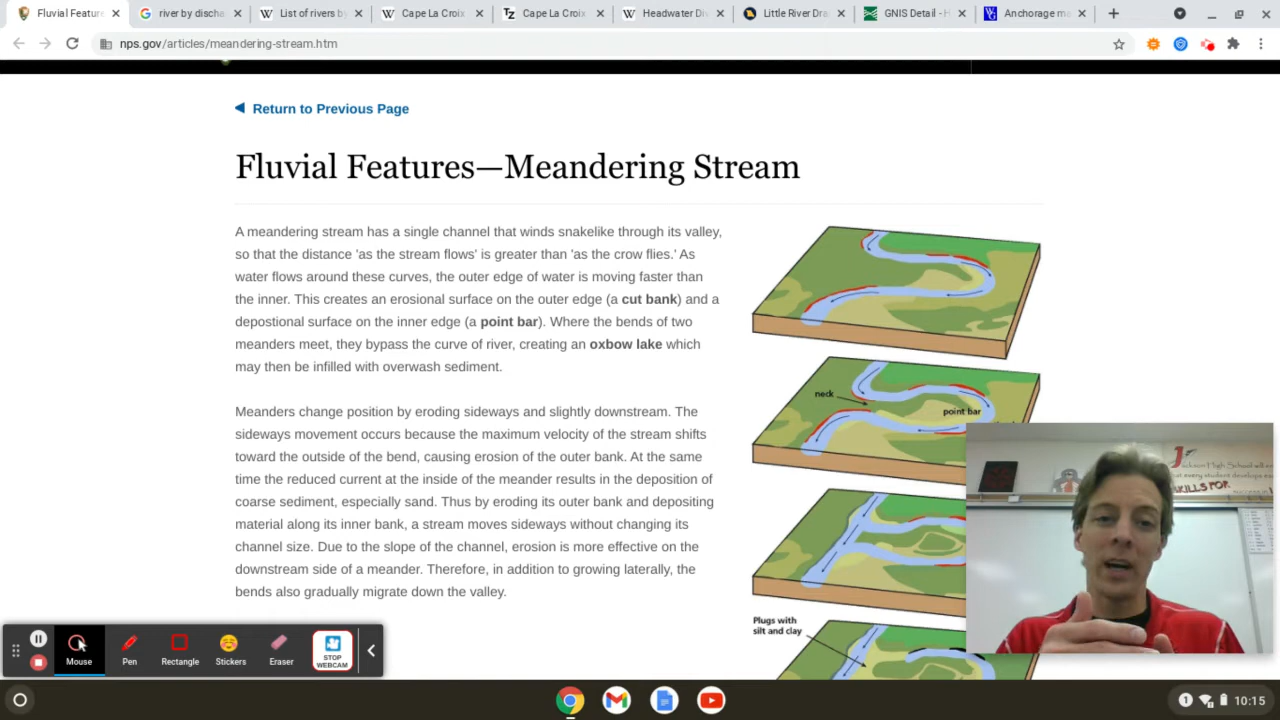 Fluvial Feature
river by discha
List of rivers by
Cape La Croix
Cape La Croix
Headwater Di
Little River Dra
GNIS Detail - H
Anchorage ma
nps.gov/articles/meandering-stream.htm
Return to Previous Page
Fluvial Features—Meandering Stream
A meandering stream has a single channel that winds snakelike through its valley,
so that the distance 'as the stream flows' is greater than 'as the crow flies.' As
water flows around these curves, the outer edge of water is moving faster than
the inner. This creates an erosional surface on the outer edge (a cut bank) and a
depostional surface on the inner edge (a point bar). Where the bends of two
meanders meet, they bypass the curve of river, creating an oxbow lake which
may then be infilled with overwash sediment.
Meanders change position by eroding sideways and slightly downstream. The
sideways movement occurs because the maximum velocity of the stream shifts
toward the outside of the bend, causing erosion of the outer bank. At the same
time the reduced current at the inside of the meander results in the deposition of
coarse sediment, especially sand. Thus by eroding its outer bank and depositing
material along its inner bank, a stream moves sideways without changing its
channel size. Due to the slope of the channel, erosion is more effective on the
downstream side of a meander. Therefore, in addition to growing laterally, the
bends also gradually migrate down the valley.
neck
point bar
Plugs with
silt and clay
Jackson High School will
student develops
SKILLS FOR
Mouse
Pen
Rectangle
Stickers
Eraser
STOP
WEBCAM
1
10:15